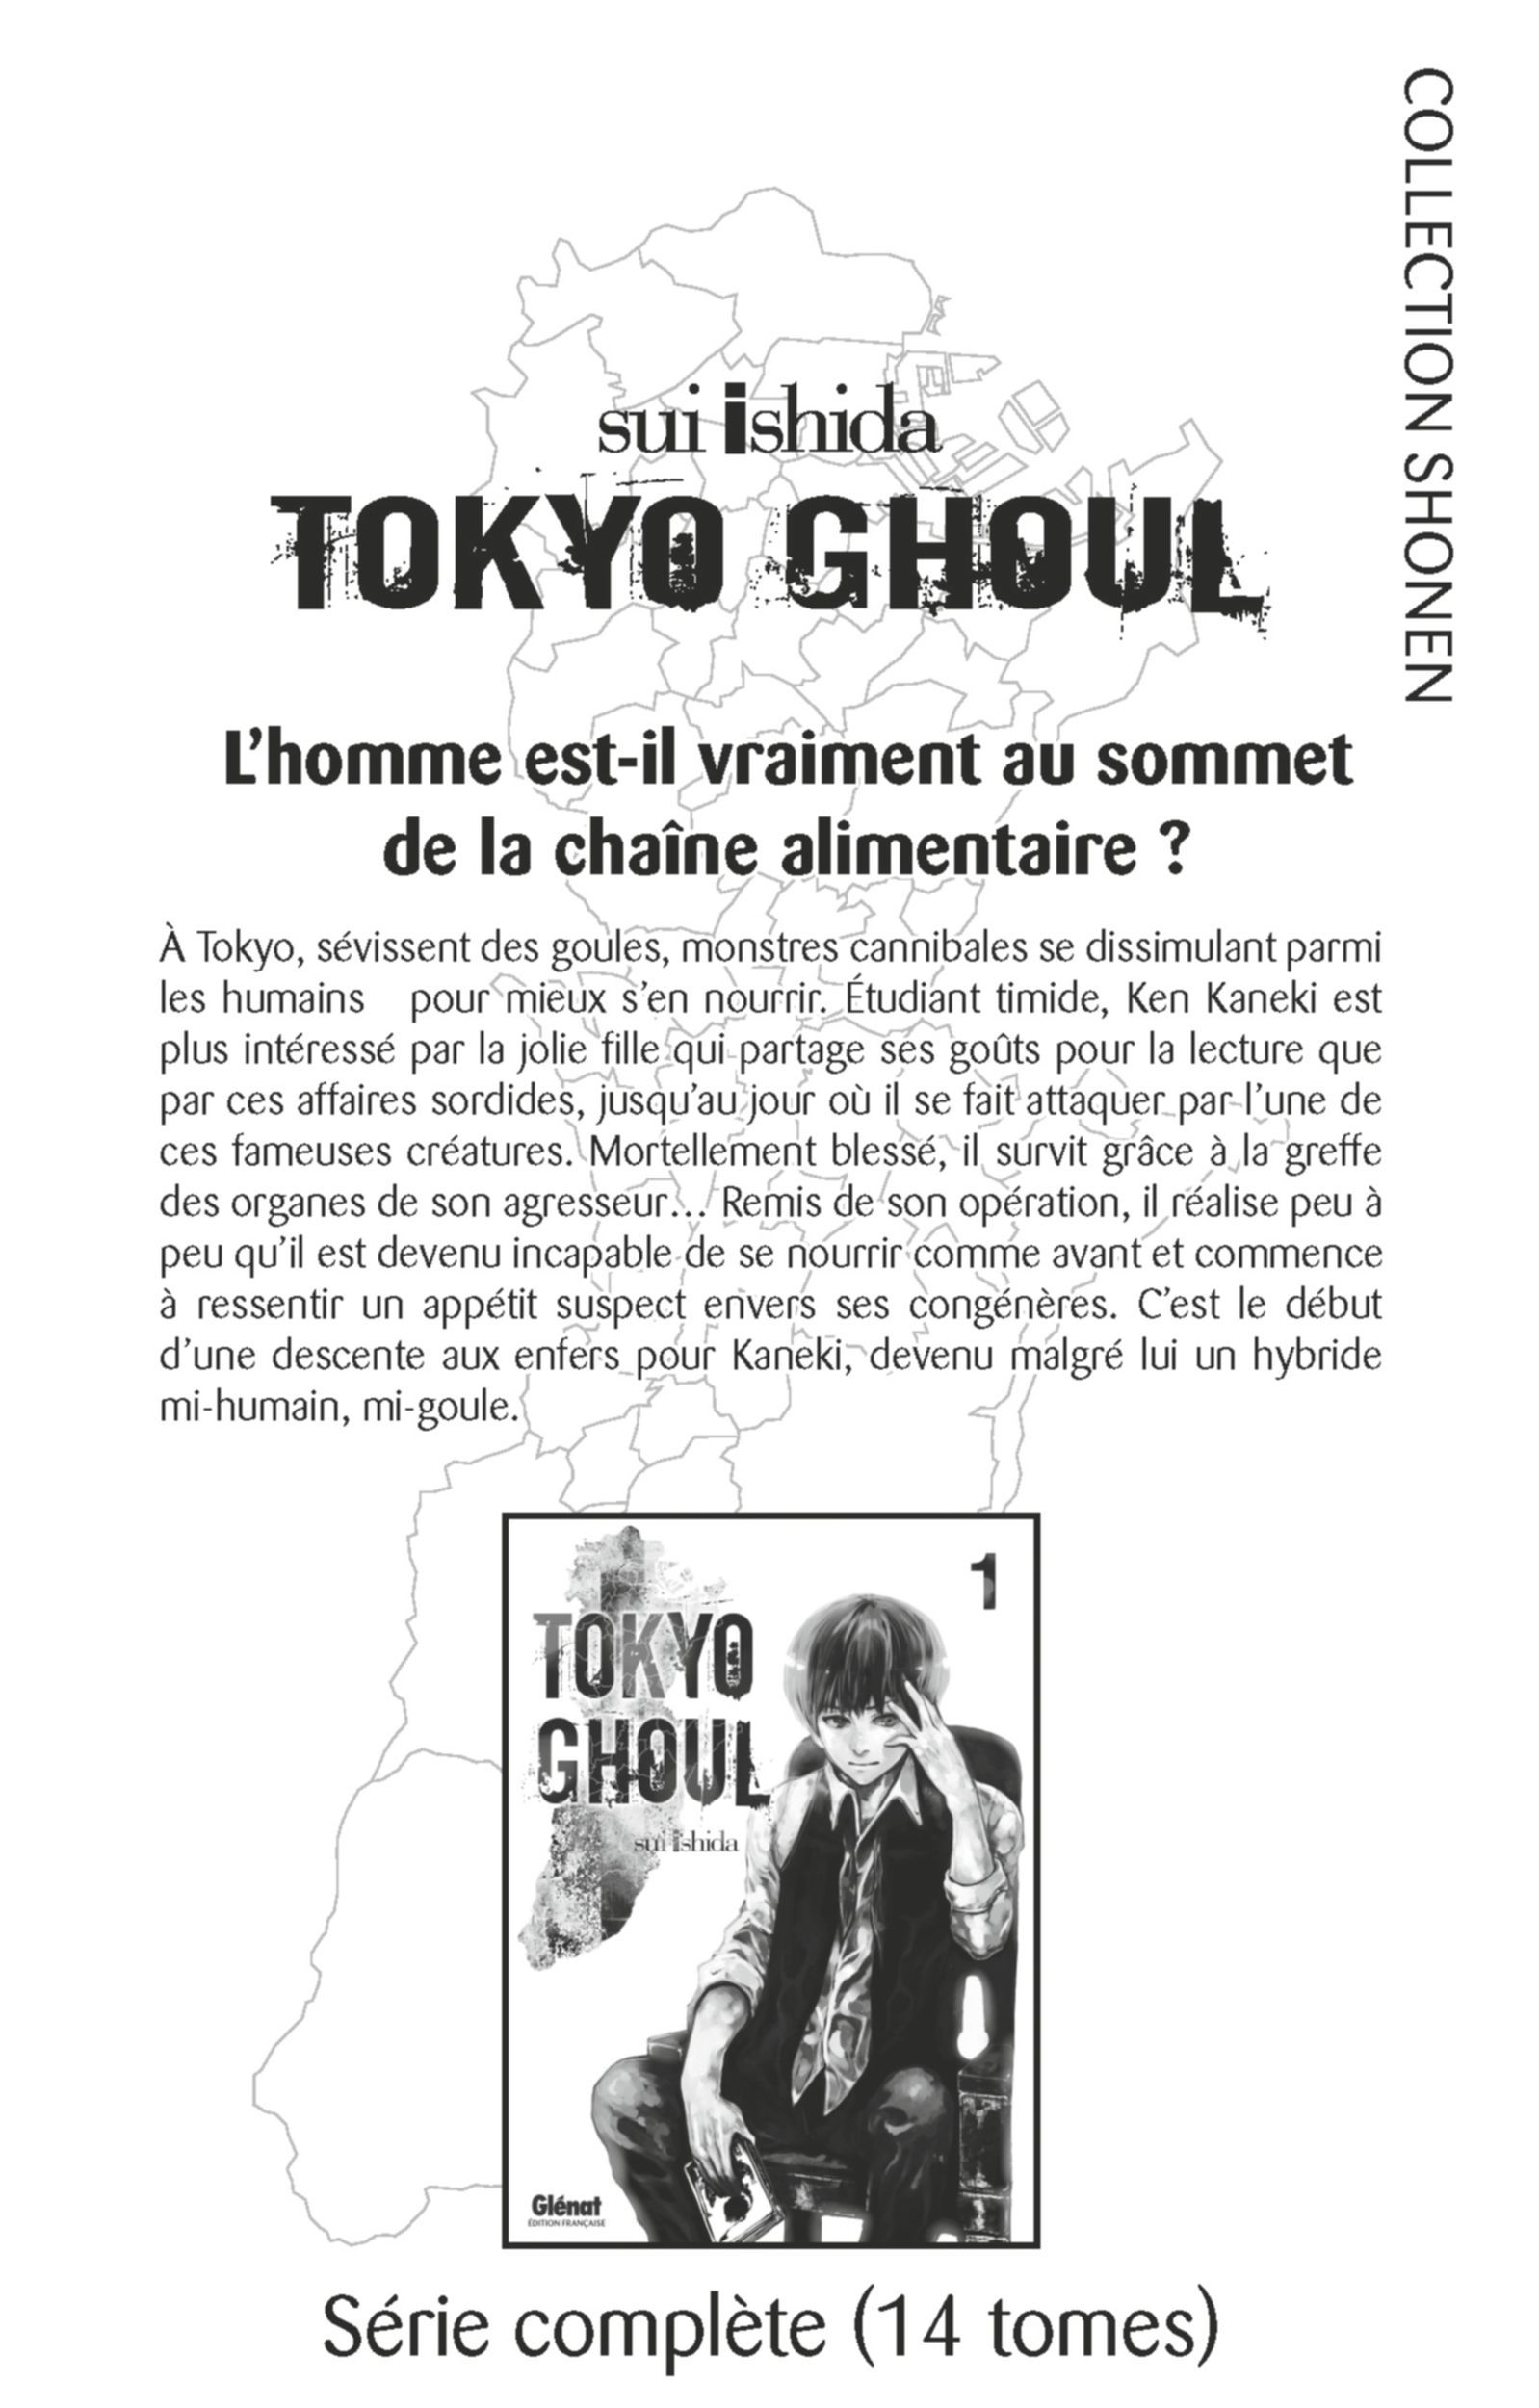 COLLECTION SHONEN
sui ishida
TOKYO GHOUL
L'homme est-il vraiment au sommet
de la chaîne alimentaire ?
À Tokyo, sévissent des goules, monstres cannibales se dissimulant parmi
les humains pour mieux s'en nourrir. Étudiant timide, Ken Kaneki est
plus intéressé par la jolie fille qui partage ses goûts pour la lecture que
par ces affaires sordides, jusqu'au jour où il se fait attaquer par l'une de
ces fameuses créatures. Mortellement blessé, il survit grâce à la greffe
des organes de son agresseur… Remis de son opération, il réalise peu à
peu qu'il est devenu incapable de se nourrir comme avant et commence
à ressentir un appétit suspect envers ses congénères. C'est le début
d'une descente aux enfers pour Kaneki, devenu malgré lui un hybride
mi-humain, mi-goule.
1
TOKYO
GHOUL
sui ishida
Glénat
ÉDITION FRANÇAISE
Série complète (14 tomes)